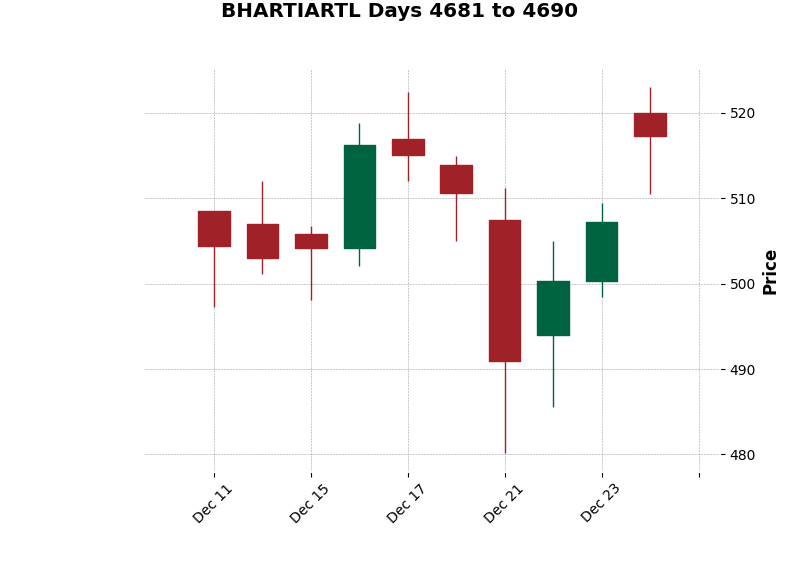 BHARTIARTL Days 4681 to 4690
520
510
500
490
480
Price
Dec 11
Dec 15
Dec 17
Dec 21
Dec 23